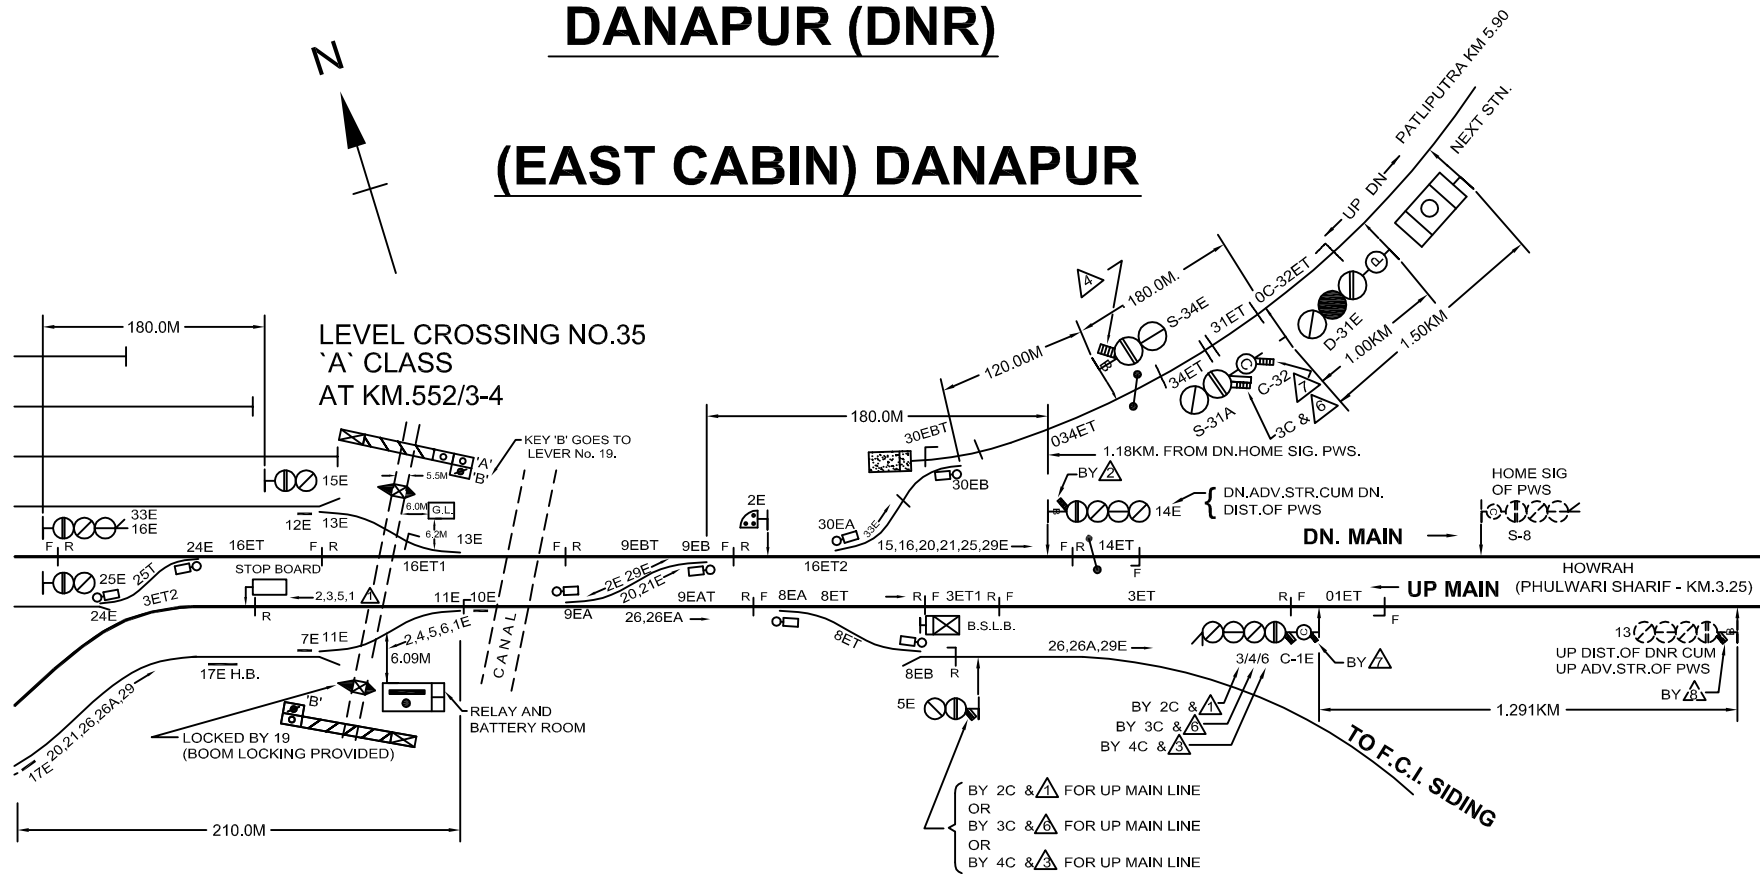 DANAPUR (DNR)
(EAST CABIN) DANAPUR
N
PATLIPUTRA KM 5.90
NEXT STN.
UP DN
180.0M
LEVEL CROSSING NO.35
`A` CLASS
AT KM.552/3-4
KEY 'B' GOES TO
LEVER No. 19.
'A'
'B'
5.5M
6.0M
G.L.
6.2M
4
180.0M.
120.00M
S-34E
B
31ET
0C-32ET
P
D-31E
1.00KM
1.50KM
34ET
C
C-32
7
S-31A
3C & 6
034ET
180.0M
30EBT
1.18KM. FROM DN.HOME SIG. PWS.
30EB
BY 2
HOME SIG
OF PWS
DN.ADV.STR.CUM DN.
DIST.OF PWS
B
14E
C
S-8
15E
33E
16E
12E
13E
13E
2E
30EA
33E
15,16,20,21,25,29E
DN. MAIN
F R
24E
16ET
F R
16ET1
F R
9EBT
9EB
F R
16ET2
F R
14ET
F
25E
25T
3ET2
24E
STOP BOARD
2,3,5,1 1
11E
10E
2E 29E
20,21E
9EA
9EAT
26,26EA
R F
8EA
8ET
R F
3ET1
R F
3ET
R F
01ET
F
HOWRAH
UP MAIN
(PHULWARI SHARIF - KM.3.25)
R
7E
11E
2,4,5,6,1E
6.09M
CANAL
8ET
B.S.L.B.
8EB
R
26,26A,29E
C
3/4/6
C-1E
BY 7
13
B
UP DIST.OF DNR CUM
UP ADV.STR.OF PWS
BY 8
17E H.B.
20,21,26,26A,29
17E
'B'
LOCKED BY 19
(BOOM LOCKING PROVIDED)
RELAY AND
BATTERY ROOM
5E
BY 2C & 1
BY 3C & 6
BY 4C & 3
1.291KM
TO F.C.I. SIDING
210.0M
BY 2C & 1 FOR UP MAIN LINE
OR
BY 3C & 6 FOR UP MAIN LINE
OR
BY 4C & 3 FOR UP MAIN LINE